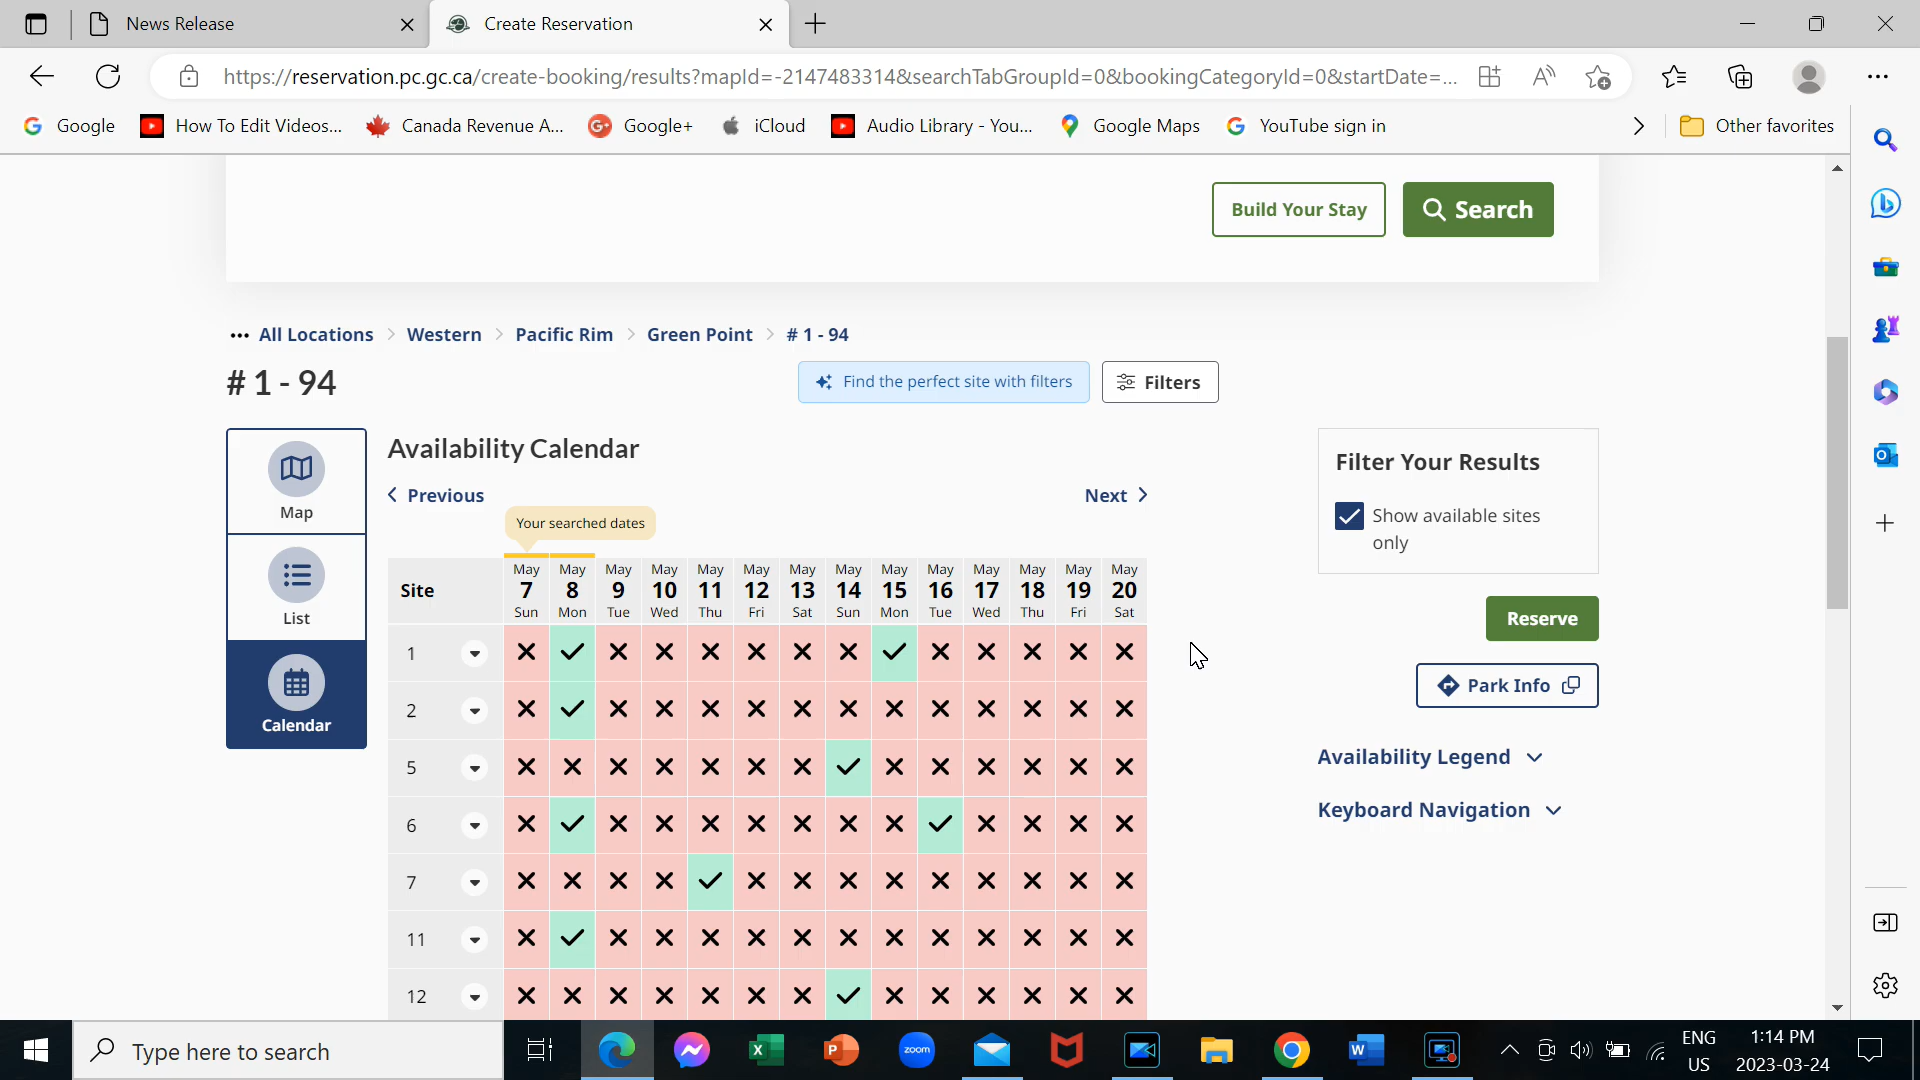 News Release
Create Reservation
https://reservation.pc.gc.ca/create-booking/results?mapId=-2147483314&searchTabGroupId=0&bookingCategoryId=0&startDate=...
Google
How To Edit Videos...
Canada Revenue A...
Google+
iCloud
Audio Library - You...
Google Maps
YouTube sign in
Other favorites
Build Your Stay
Search
... All Locations > Western > Pacific Rim > Green Point > # 1 - 94
# 1 - 94
Find the perfect site with filters
Filters
Map
List
Calendar
Availability Calendar
Previous
Next
Your searched dates
Site
May 7 Sun
May 8 Mon
May 9 Tue
May 10 Wed
May 11 Thu
May 12 Fri
May 13 Sat
May 14 Sun
May 15 Mon
May 16 Tue
May 17 Wed
May 18 Thu
May 19 Fri
May 20 Sat
1
2
5
6
7
11
12
Filter Your Results
Show available sites
only
Reserve
Park Info
Availability Legend
Keyboard Navigation
Type here to search
zoom
ENG
US
1:14 PM
2023-03-24